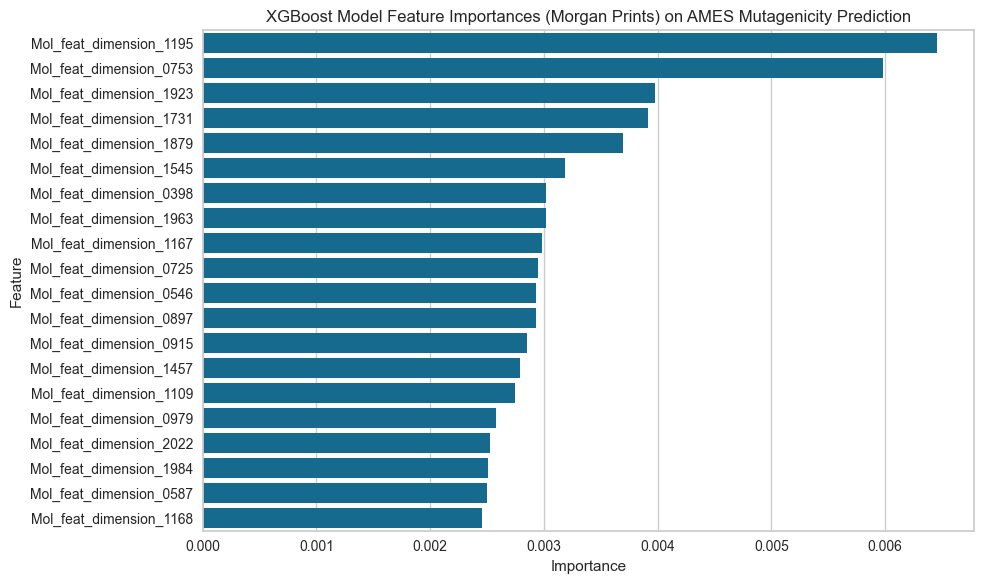 XGBoost Model Feature Importances (Morgan Prints) on AMES Mutagenicity Prediction
Feature
Mol_feat_dimension_1195
Mol_feat_dimension_0753
Mol_feat_dimension_1923
Mol_feat_dimension_1731
Mol_feat_dimension_1879
Mol_feat_dimension_1545
Mol_feat_dimension_0398
Mol_feat_dimension_1963
Mol_feat_dimension_1167
Mol_feat_dimension_0725
Mol_feat_dimension_0546
Mol_feat_dimension_0897
Mol_feat_dimension_0915
Mol_feat_dimension_1457
Mol_feat_dimension_1109
Mol_feat_dimension_0979
Mol_feat_dimension_2022
Mol_feat_dimension_1984
Mol_feat_dimension_0587
Mol_feat_dimension_1168
0.000 0.001 0.002 0.003 0.004 0.005 0.006
Importance